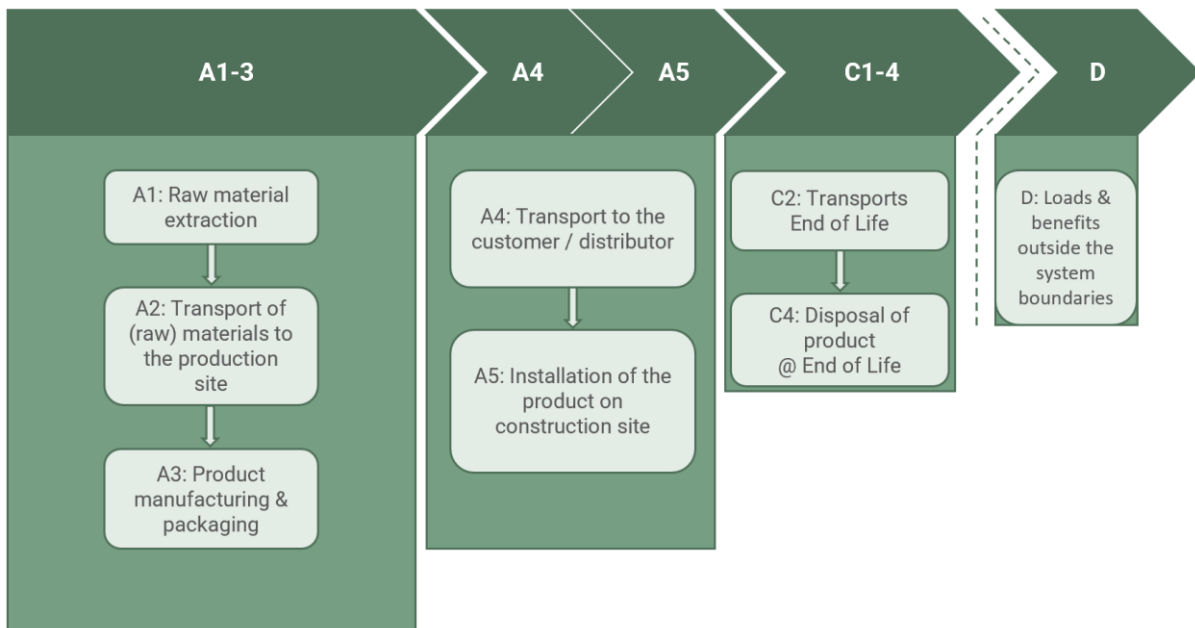 A1-3
A4
A5
C1-4
D
A1: Raw material
extraction
A2: Transport of
(raw) materials to
the production
site
A3: Product
manufacturing &
packaging
A4: Transport to the
customer / distributor
A5: Installation of the
product on
construction site
C2: Transports
End of Life
C4: Disposal of
product
@ End of Life
D: Loads &
benefits
outside the
system
boundaries